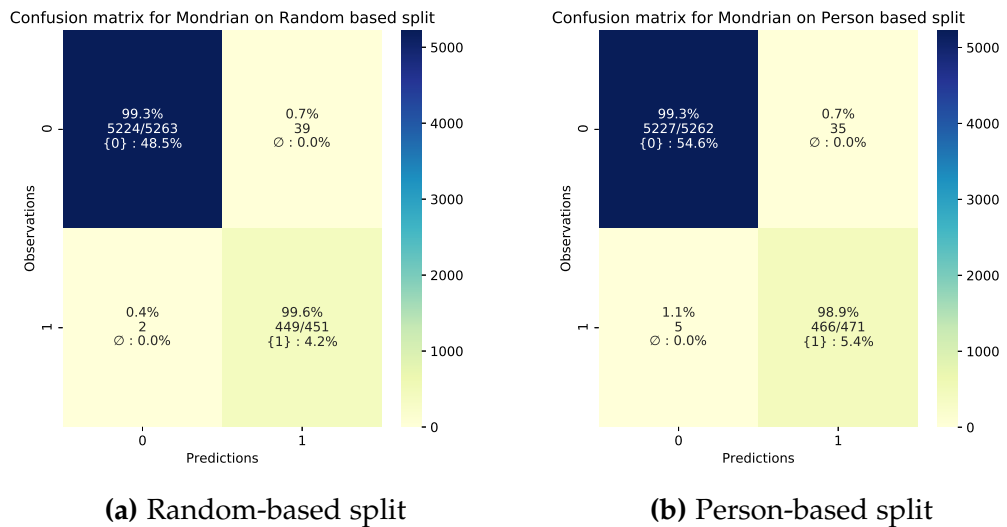 Confusion matrix for Mondrian on Random based split
99.3%
5224/5263
{0} : 48.5%
0.7%
39
∅ : 0.0%
0.4%
2
∅ : 0.0%
99.6%
449/451
{1} : 4.2%
0
1
Observations
0
1
Predictions
5000
4000
3000
2000
1000
0
(a) Random-based split
Confusion matrix for Mondrian on Person based split
99.3%
5227/5262
{0} : 54.6%
0.7%
35
∅ : 0.0%
1.1%
5
∅ : 0.0%
98.9%
466/471
{1} : 5.4%
0
1
Observations
0
1
Predictions
5000
4000
3000
2000
1000
0
(b) Person-based split